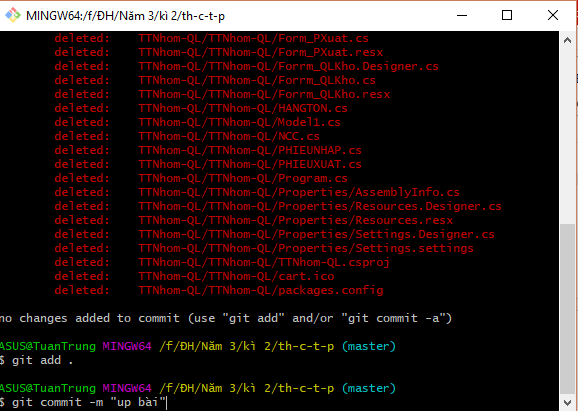 MINGW64:/f/ĐH/Năm 3/kì 2/th-c-t-p
deleted: TTNhom-QL/TTNhom-QL/Form_PXuat.cs
deleted: TTNhom-QL/TTNhom-QL/Form_PXuat.resx
deleted: TTNhom-QL/TTNhom-QL/Forrm_QLKho.Designer.cs
deleted: TTNhom-QL/TTNhom-QL/Forrm_QLKho.cs
deleted: TTNhom-QL/TTNhom-QL/Forrm_QLKho.resx
deleted: TTNhom-QL/TTNhom-QL/HANGTON.cs
deleted: TTNhom-QL/TTNhom-QL/Model1.cs
deleted: TTNhom-QL/TTNhom-QL/NCC.cs
deleted: TTNhom-QL/TTNhom-QL/PHIEUNHAP.cs
deleted: TTNhom-QL/TTNhom-QL/PHIEUXUAT.cs
deleted: TTNhom-QL/TTNhom-QL/Program.cs
deleted: TTNhom-QL/TTNhom-QL/Properties/AssemblyInfo.cs
deleted: TTNhom-QL/TTNhom-QL/Properties/Resources.Designer.cs
deleted: TTNhom-QL/TTNhom-QL/Properties/Resources.resx
deleted: TTNhom-QL/TTNhom-QL/Properties/Settings.Designer.cs
deleted: TTNhom-QL/TTNhom-QL/Properties/Settings.settings
deleted: TTNhom-QL/TTNhom-QL/TTNhom-QL.csproj
deleted: TTNhom-QL/TTNhom-QL/cart.ico
deleted: TTNhom-QL/TTNhom-QL/packages.config
no changes added to commit (use "git add" and/or "git commit -a")
ASUS@TuanTrung MINGW64 /f/ĐH/Năm 3/kì 2/th-c-t-p (master)
$ git add .
ASUS@TuanTrung MINGW64 /f/ĐH/Năm 3/kì 2/th-c-t-p (master)
$ git commit -m "up bài"